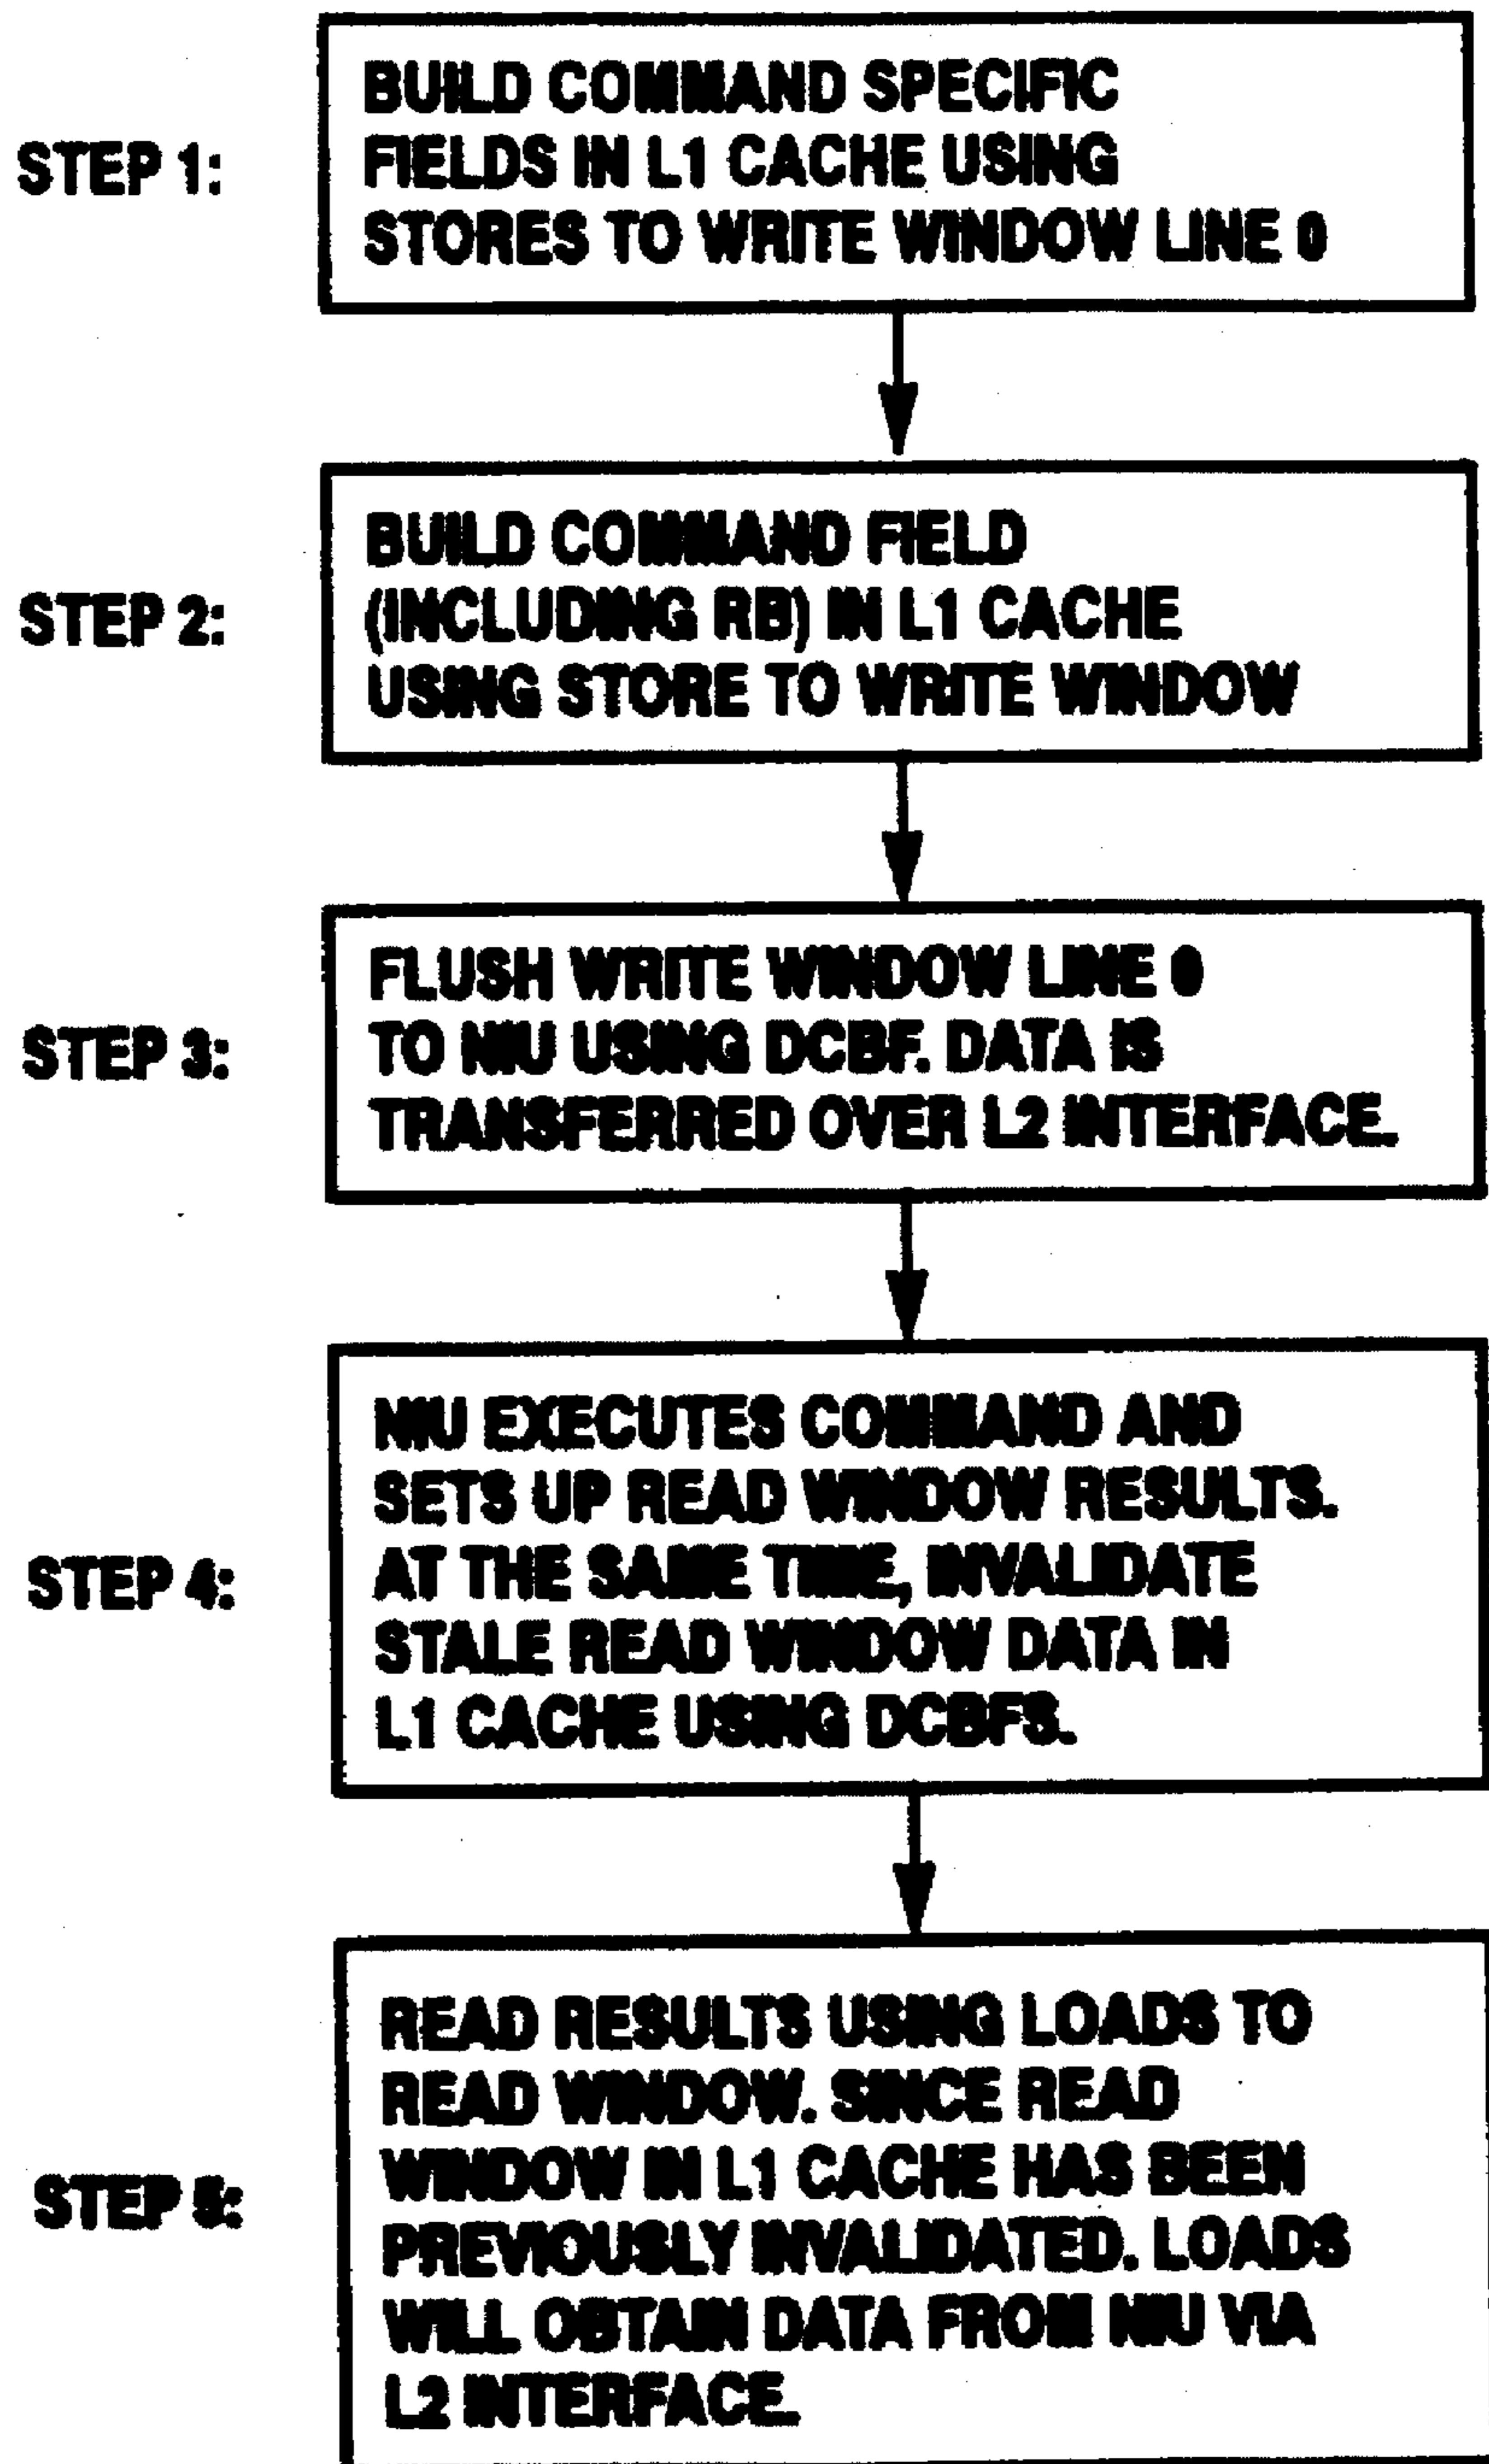 STEP 1:
BUILD COMMAND SPECIFIC
FIELDS IN L1 CACHE USING
STORES TO WRITE WINDOW LINE 0
STEP 2:
BUILD COMMAND FIELD
(INCLUDING RB) IN L1 CACHE
USING STORE TO WRITE WINDOW
STEP 3:
FLUSH WRITE WINDOW LINE 0
TO NIU USING DCBF. DATA IS
TRANSFERRED OVER L2 INTERFACE.
STEP 4:
NIU EXECUTES COMMAND AND
SETS UP READ WINDOW RESULTS.
AT THE SAME TIME, INVALIDATE
STALE READ WINDOW DATA IN
L1 CACHE USING DCBFS.
STEP 5:
READ RESULTS USING LOADS TO
READ WINDOW. SINCE READ
WINDOW IN L1 CACHE HAS BEEN
PREVIOUSLY INVALIDATED. LOADS
WILL OBTAIN DATA FROM NIU VIA
L2 INTERFACE.